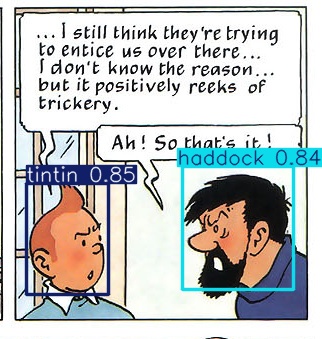 ... I still think they're trying
to entice us over there...
I don't know the reason...
but it positively reeks of
trickery.
Ah! So that's it!
haddock 0.84
tintin 0.85